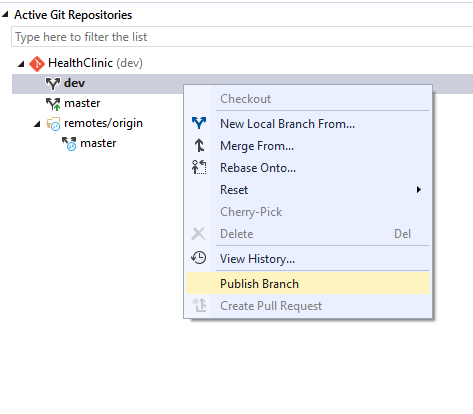 Active Git Repositories
Type here to filter the list
HealthClinic (dev)
dev
master
remotes/origin
master
Checkout
New Local Branch From...
Merge From...
Rebase Onto...
Reset
Cherry-Pick
Delete Del
View History...
Publish Branch
Create Pull Request